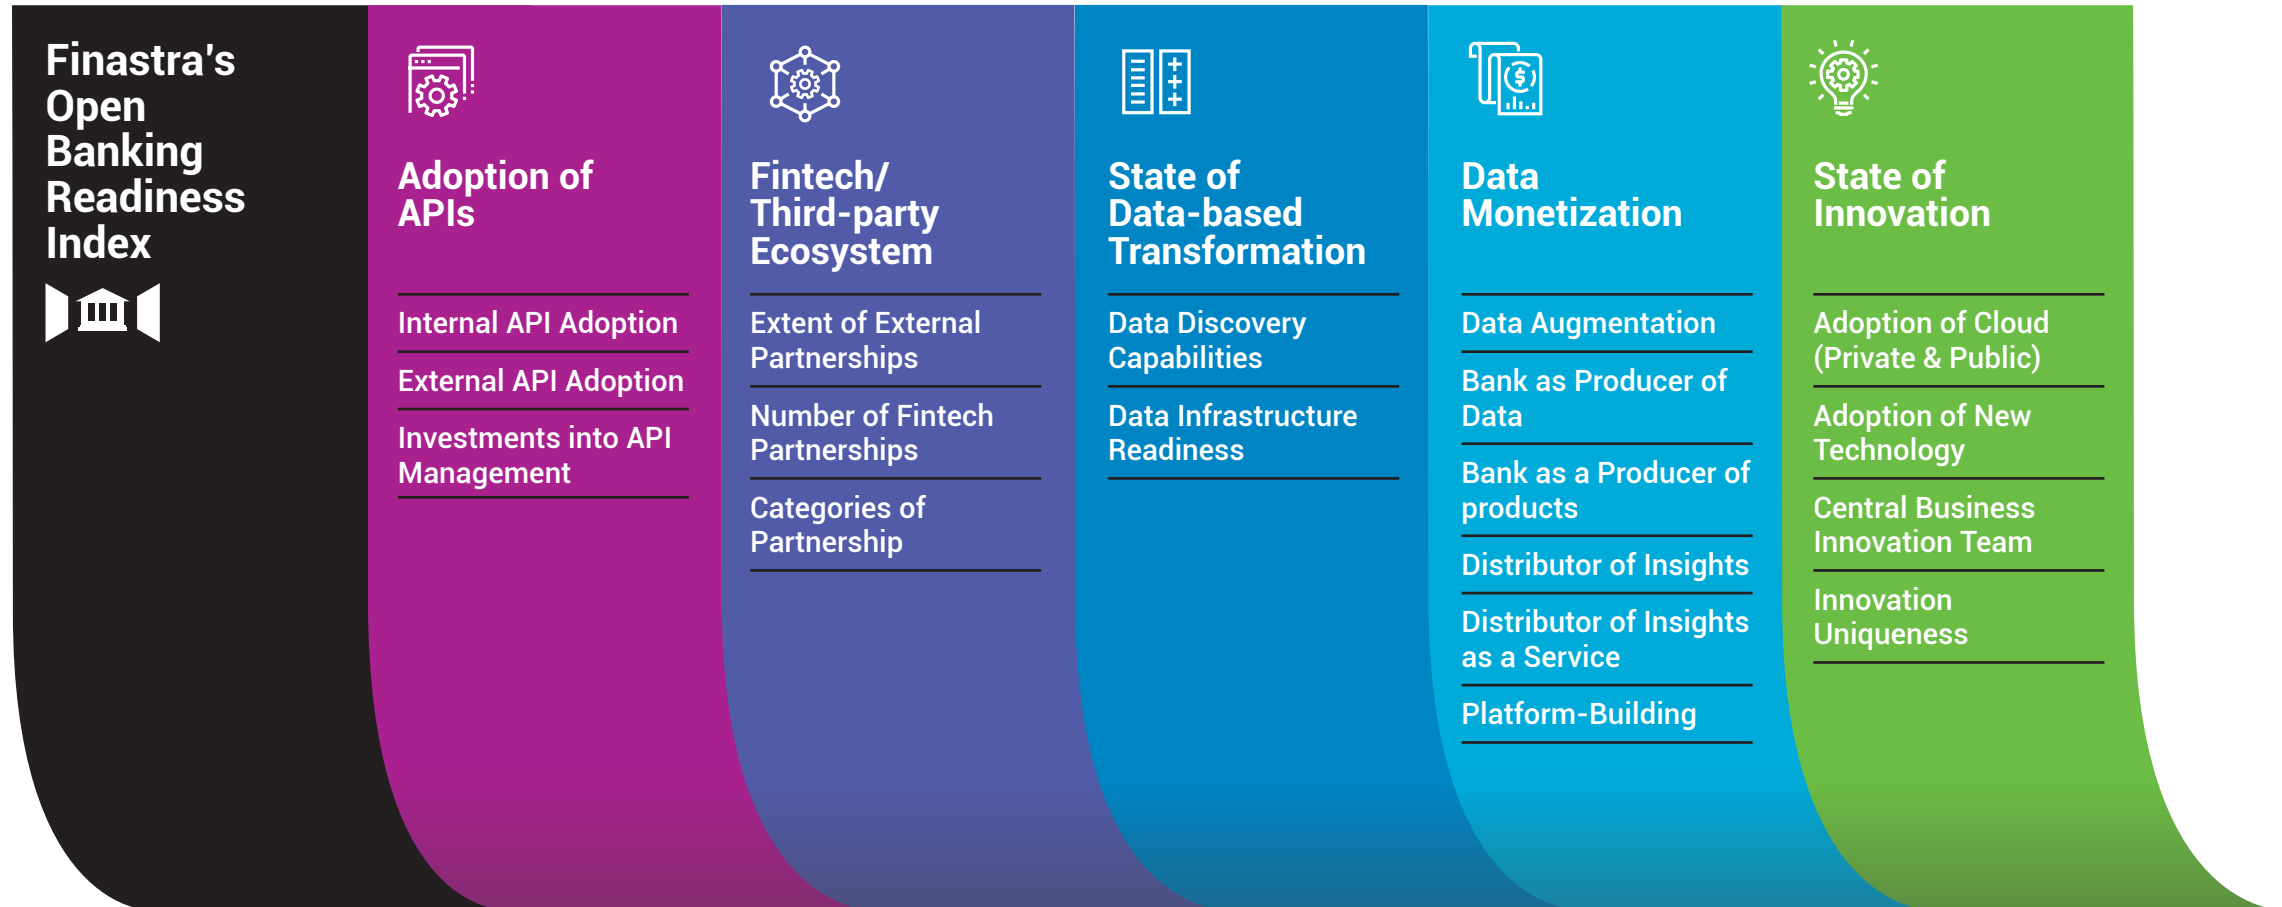 Finastra's
Open
Banking
Readiness
Index
Adoption of
APIs
Internal API Adoption
External API Adoption
Investments into API
Management
Fintech/
Third-party
Ecosystem
Extent of External
Partnerships
Number of Fintech
Partnerships
Categories of
Partnership
State of
Data-based
Transformation
Data Discovery
Capabilities
Data Infrastructure
Readiness
Data
Monetization
Data Augmentation
Bank as Producer of
Data
Bank as a Producer of
products
Distributor of Insights
Distributor of Insights
as a Service
Platform-Building
State of
Innovation
Adoption of Cloud
(Private & Public)
Adoption of New
Technology
Central Business
Innovation Team
Innovation
Uniqueness